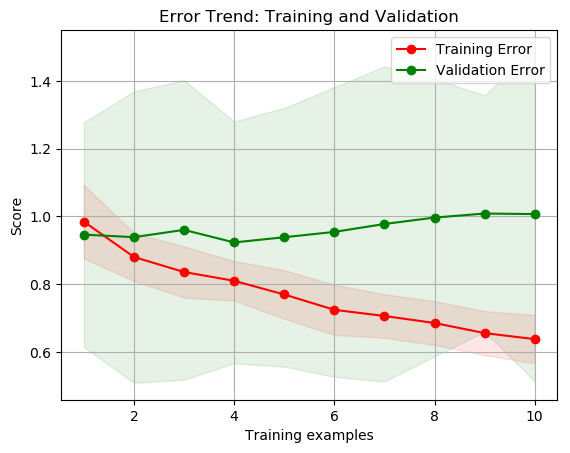 Error Trend: Training and Validation
Training Error
Validation Error
1.4
1.2
1.0
0.8
0.6
Score
2
4
6
8
10
Training examples